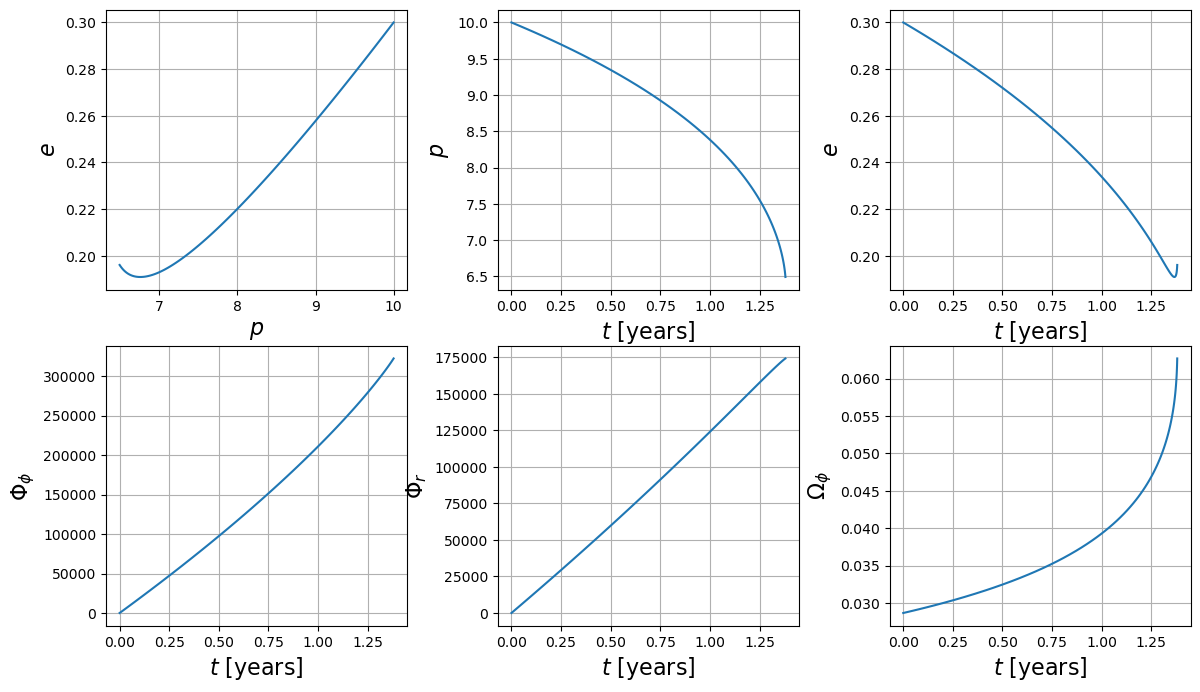 0.30
0.28
0.26
0.24
0.22
0.20
e
7
8
9
10
p
10.0
9.5
9.0
8.5
8.0
7.5
7.0
6.5
p
0.00 0.25 0.50 0.75 1.00 1.25
t [years]
0.30
0.28
0.26
0.24
0.22
0.20
e
0.00 0.25 0.50 0.75 1.00 1.25
t [years]
300000
250000
200000
150000
100000
50000
0
Φ_ϕ
0.00 0.25 0.50 0.75 1.00 1.25
t [years]
175000
150000
125000
100000
75000
50000
25000
0
Φ_r
0.00 0.25 0.50 0.75 1.00 1.25
t [years]
0.060
0.055
0.050
0.045
0.040
0.035
0.030
Ω_ϕ
0.00 0.25 0.50 0.75 1.00 1.25
t [years]